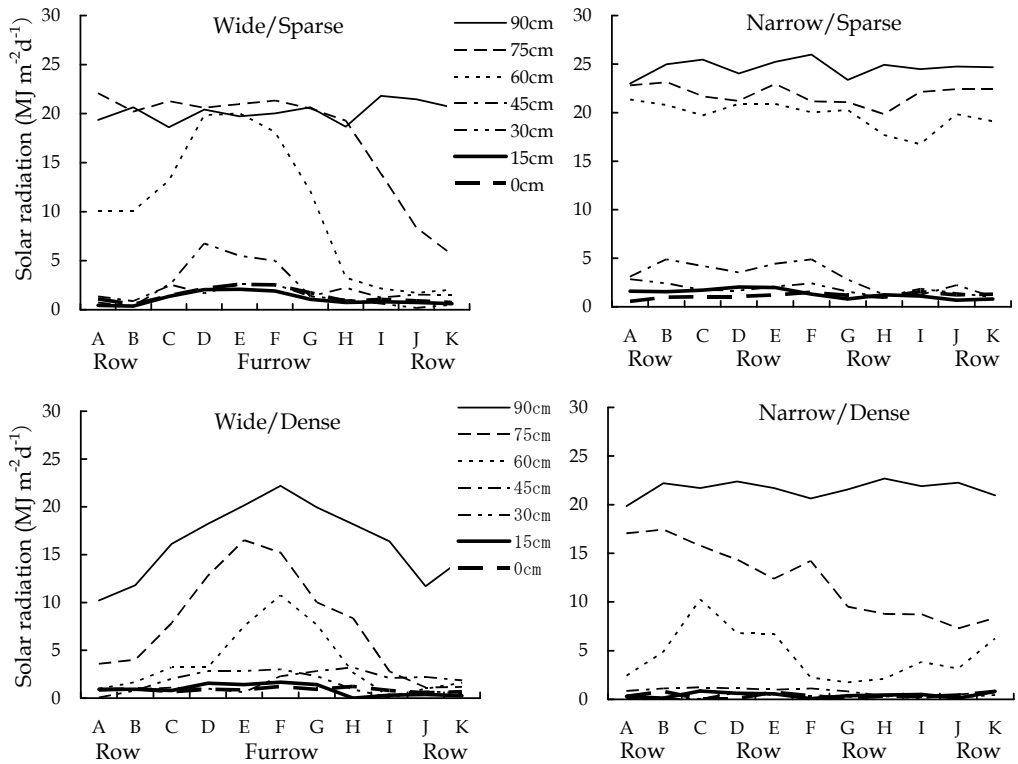 Wide/Sparse
Solar radiation (MJ m-2d-1)
30
25
20
15
10
5
0
90cm
75cm
60cm
45cm
30cm
15cm
0cm
A B C D E F G H I J K
Row Furrow Row
Narrow/Sparse
30
25
20
15
10
5
0
A B C D E F G H I J K
Row Row Row Row
Wide/Dense
Solar radiation (MJ m-2d-1)
30
25
20
15
10
5
0
90cm
75cm
60cm
45cm
30cm
15cm
0cm
A B C D E F G H I J K
Row Furrow Row
Narrow/Dense
30
25
20
15
10
5
0
A B C D E F G H I J K
Row Row Row Row